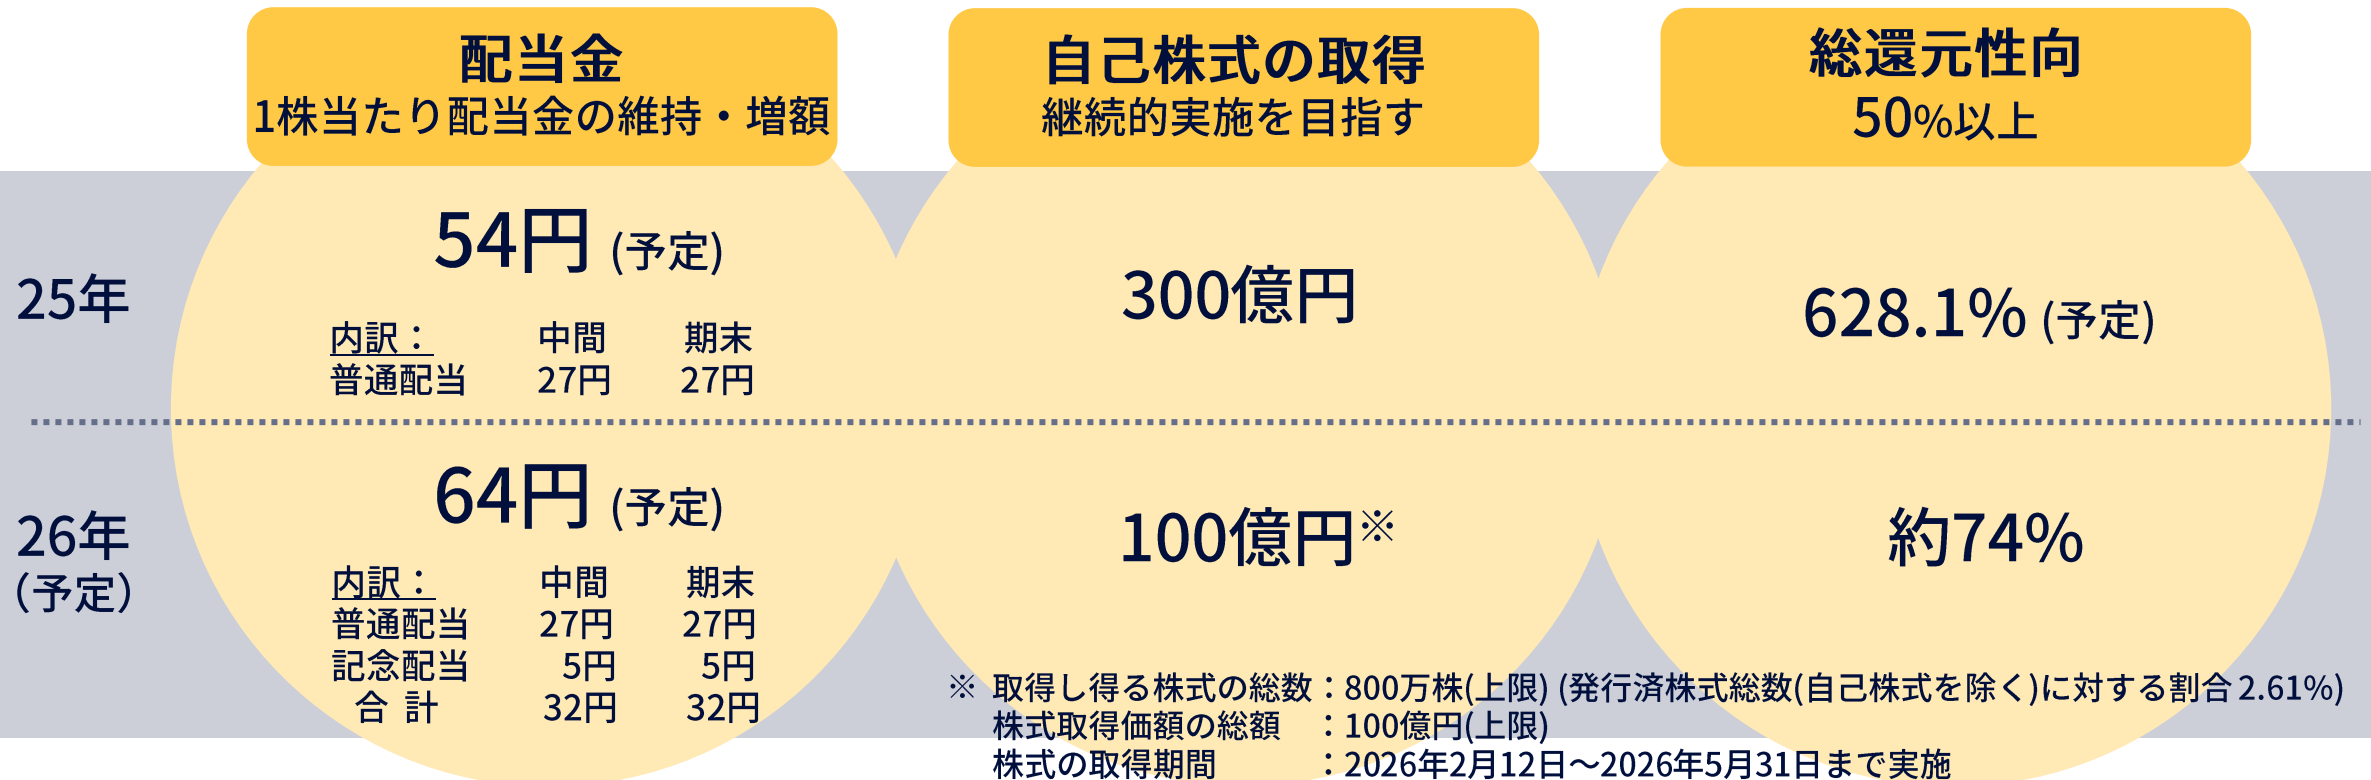 配当金
1株当たり配当金の維持・増額
自己株式の取得
継続的実施を目指す
総還元性向
50%以上
25年
54円 (予定)
内訳： 中間 期末
普通配当 27円 27円
300億円
628.1% (予定)
26年
（予定）
64円 (予定)
内訳： 中間 期末
普通配当 27円 27円
記念配当 5円 5円
合 計 32円 32円
100億円※
約74%
※ 取得し得る株式の総数：800万株(上限) (発行済株式総数(自己株式を除く)に対する割合 2.61%)
株式取得価額の総額 ：100億円(上限)
株式の取得期間 ：2026年2月12日～2026年5月31日まで実施